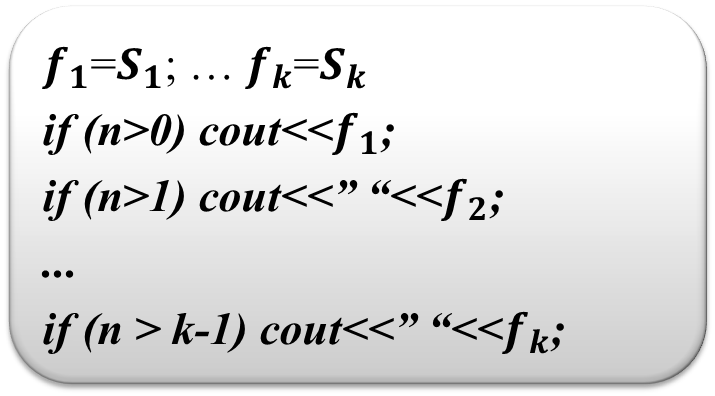 f₁=S₁; … fₖ=Sₖ
if (n>0) cout<<f₁;
if (n>1) cout<<” “<<f₂;
...
if (n > k-1) cout<<” “<<fₖ;